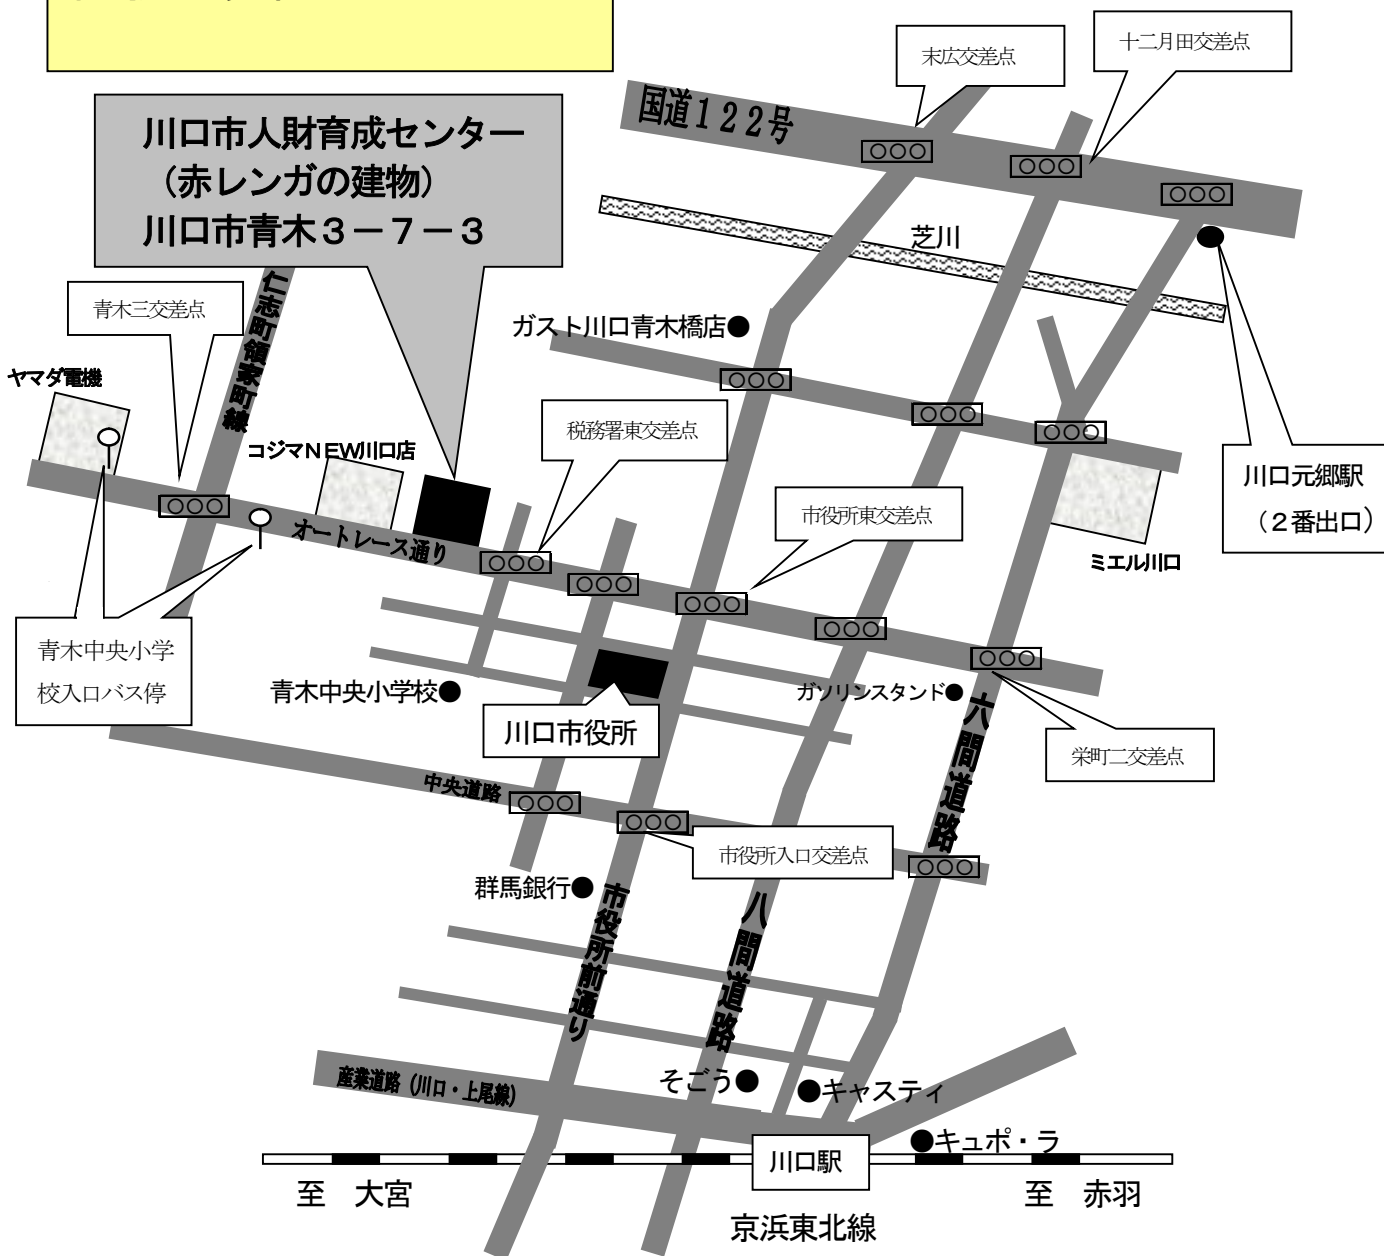 末広交差点
十二月田交差点
国道１２２号
川口市人財育成センター
（赤レンガの建物）
川口市青木３－７－３
芝川
仁志町領家町線
青木三交差点
ガスト川口青木橋店
ヤマダ電機
税務署東交差点
コジマＮＥＷ川口店
川口元郷駅
（２番出口）
市役所東交差点
オートレース通り
ミエル川口
青木中央小学
校入口バス停
青木中央小学校
ガソリンスタンド
川口市役所
六間道路
栄町二交差点
中央道路
市役所入口交差点
群馬銀行
市役所前通り
八間道路
産業道路（川口・上尾線）
そごう
キャスティ
キュポ・ラ
川口駅
至　大宮
至　赤羽
京浜東北線